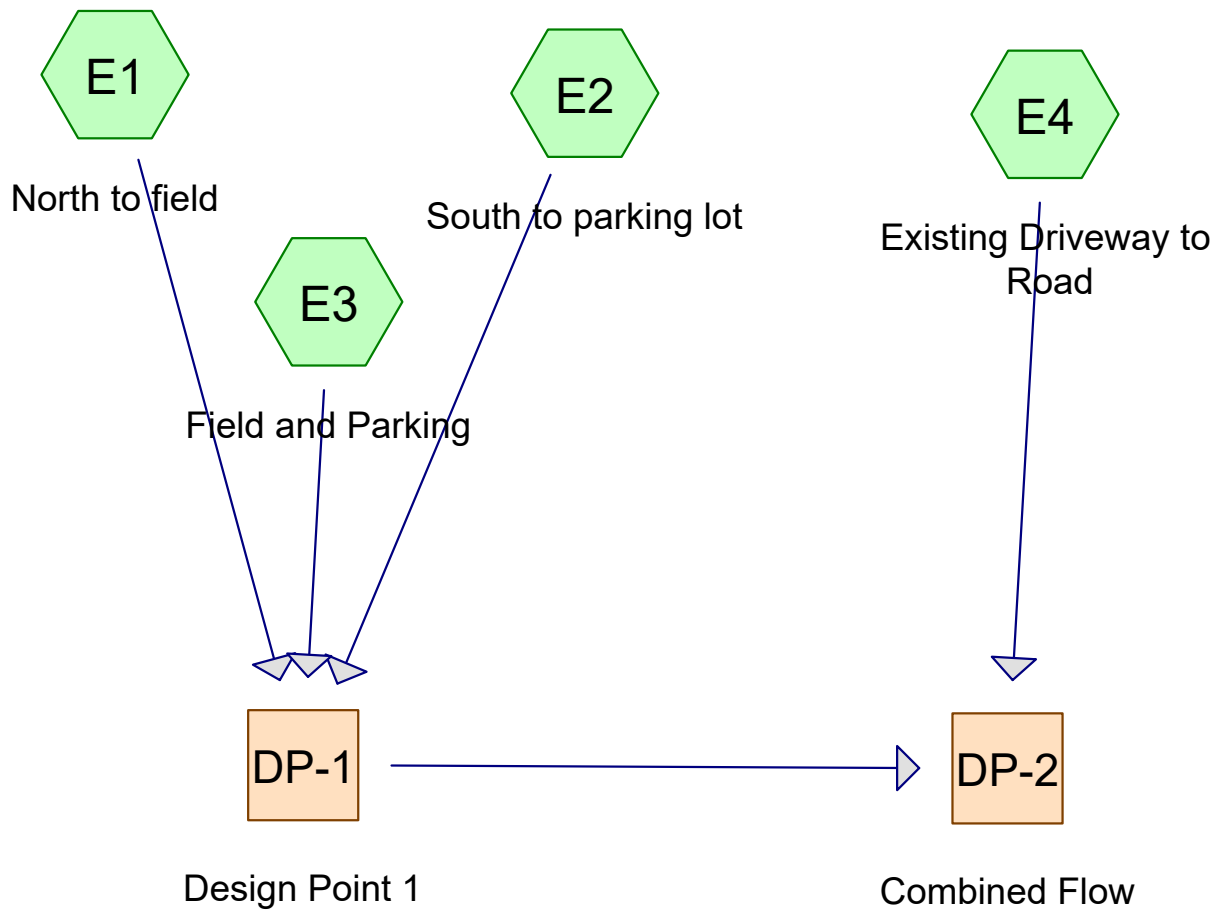 E1
North to field
E2
South to parking lot
E4
Existing Driveway to
Road
E3
Field and Parking
DP-1
Design Point 1
DP-2
Combined Flow